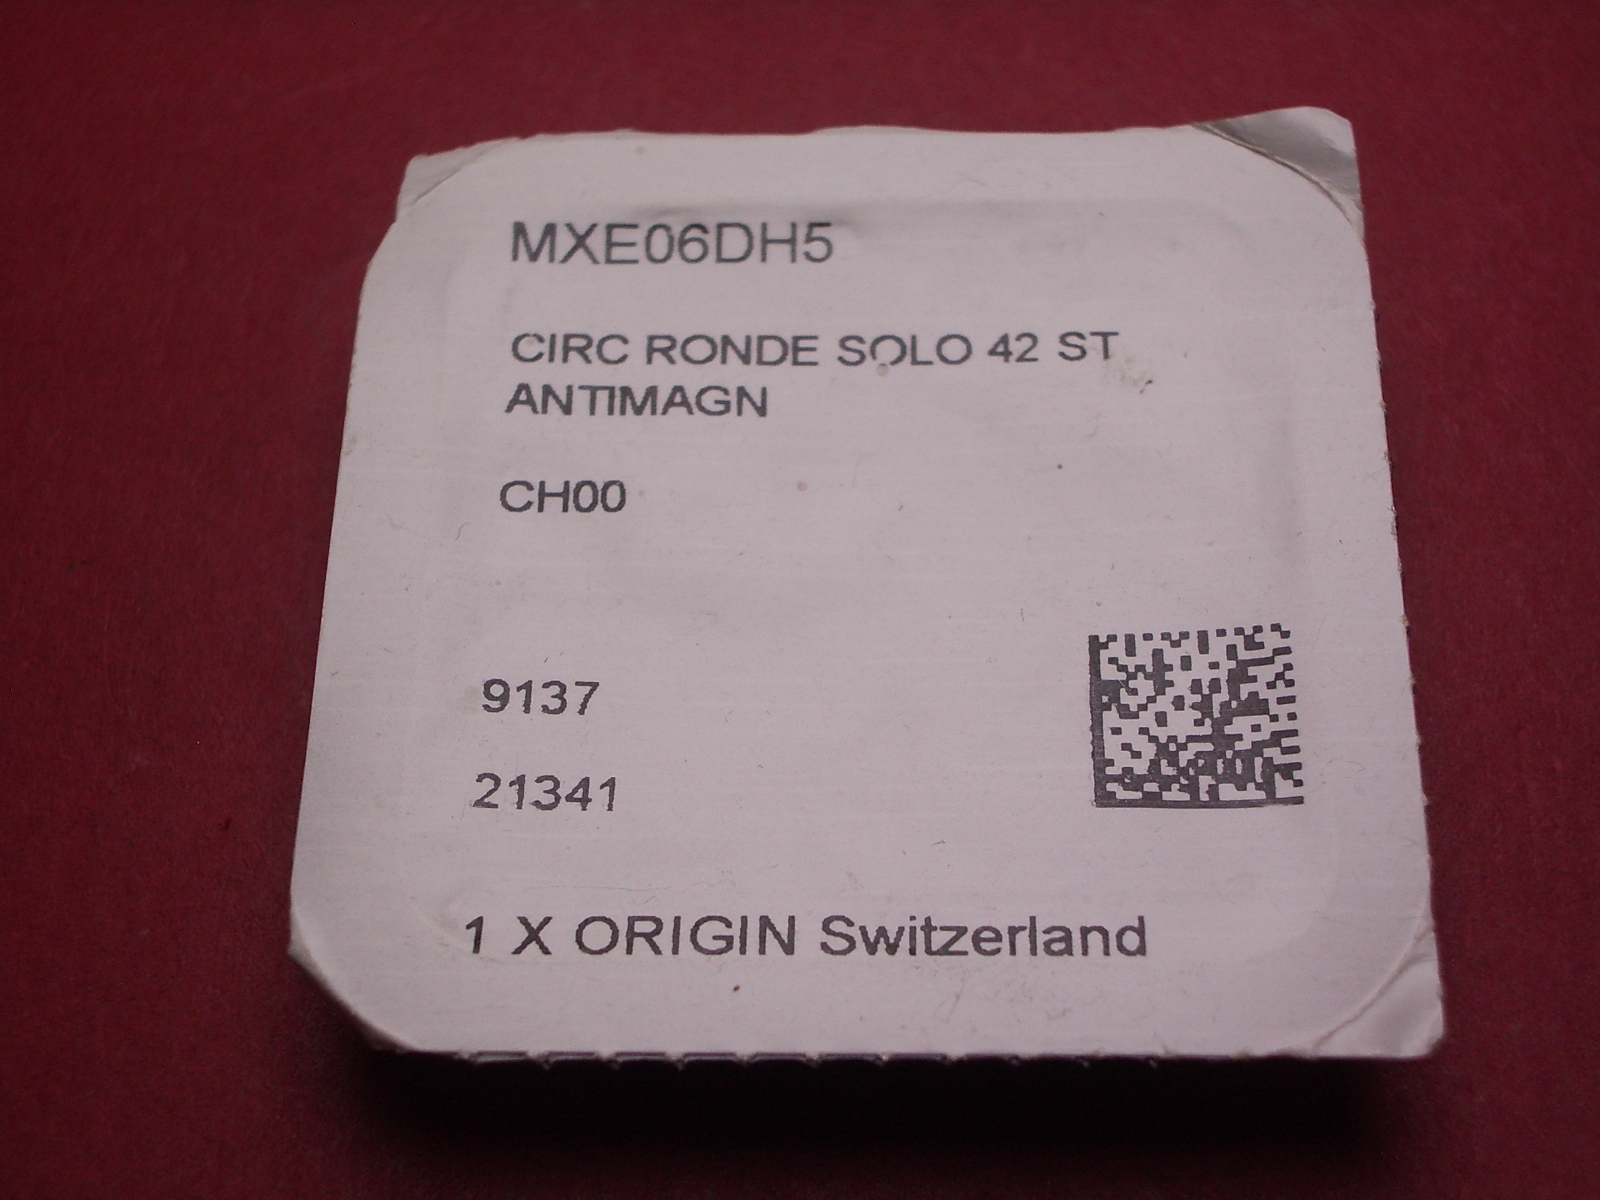 MXE06DH5
CIRC RONDE SOLO 42 ST
ANTIMAGN
CH00
9137
21341
1 X ORIGIN Switzerland